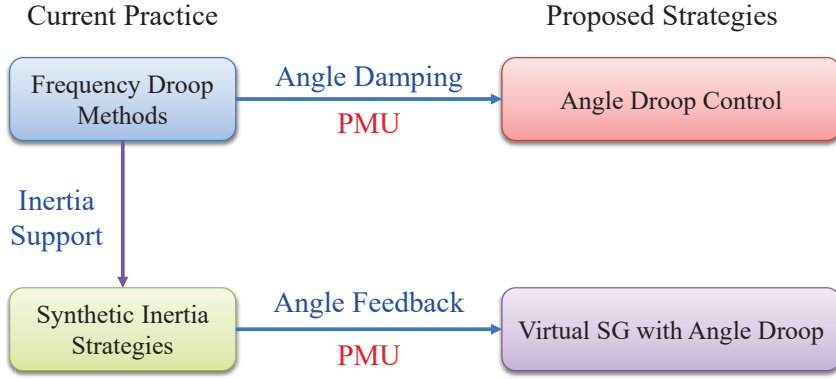 Current Practice
Proposed Strategies
Frequency Droop
Methods
Angle Damping
PMU
Angle Droop Control
Inertia
Support
Synthetic Inertia
Strategies
Angle Feedback
PMU
Virtual SG with Angle Droop